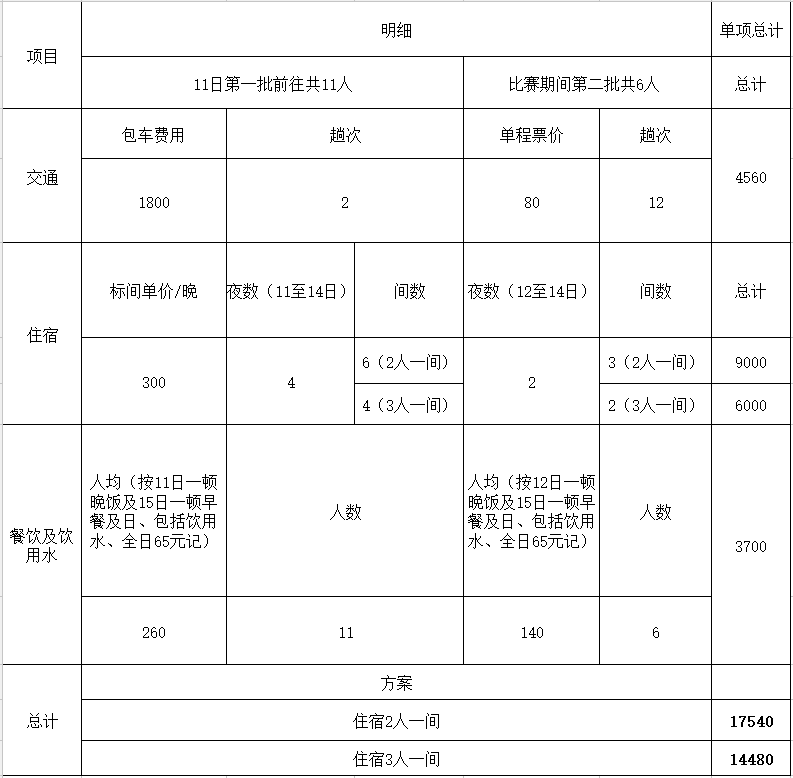 项目
明细
单项总计
11日第一批前往共11人
比赛期间第二批共6人
总计
交通
包车费用
趟次
单程票价
趟次
4560
1800
2
80
12
住宿
标间单价/晚
夜数（11至14日）
间数
夜数（12至14日）
间数
总计
300
4
6（2人一间）
2
3（2人一间）
9000
4（3人一间）
2（3人一间）
6000
餐饮及饮
用水
人均（按11日一顿
晚饭及15日一顿早
餐及日、包括饮用
水、全日65元记）
人数
人均（按12日一顿
晚饭及15日一顿早
餐及日、包括饮用
水、全日65元记）
人数
3700
260
11
140
6
总计
方案
住宿2人一间
17540
住宿3人一间
14480